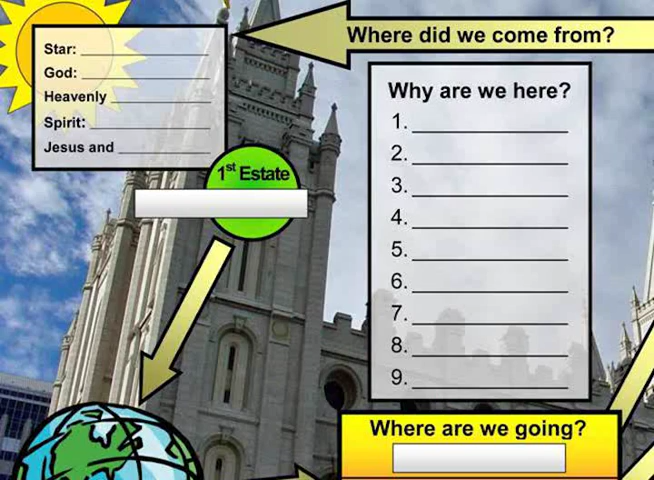 Where did we come from?
Star:
God:
Heavenly
Spirit:
Jesus and
1st Estate
Why are we here?
1.
2.
3.
4.
5.
6.
7.
8.
9.
Where are we going?